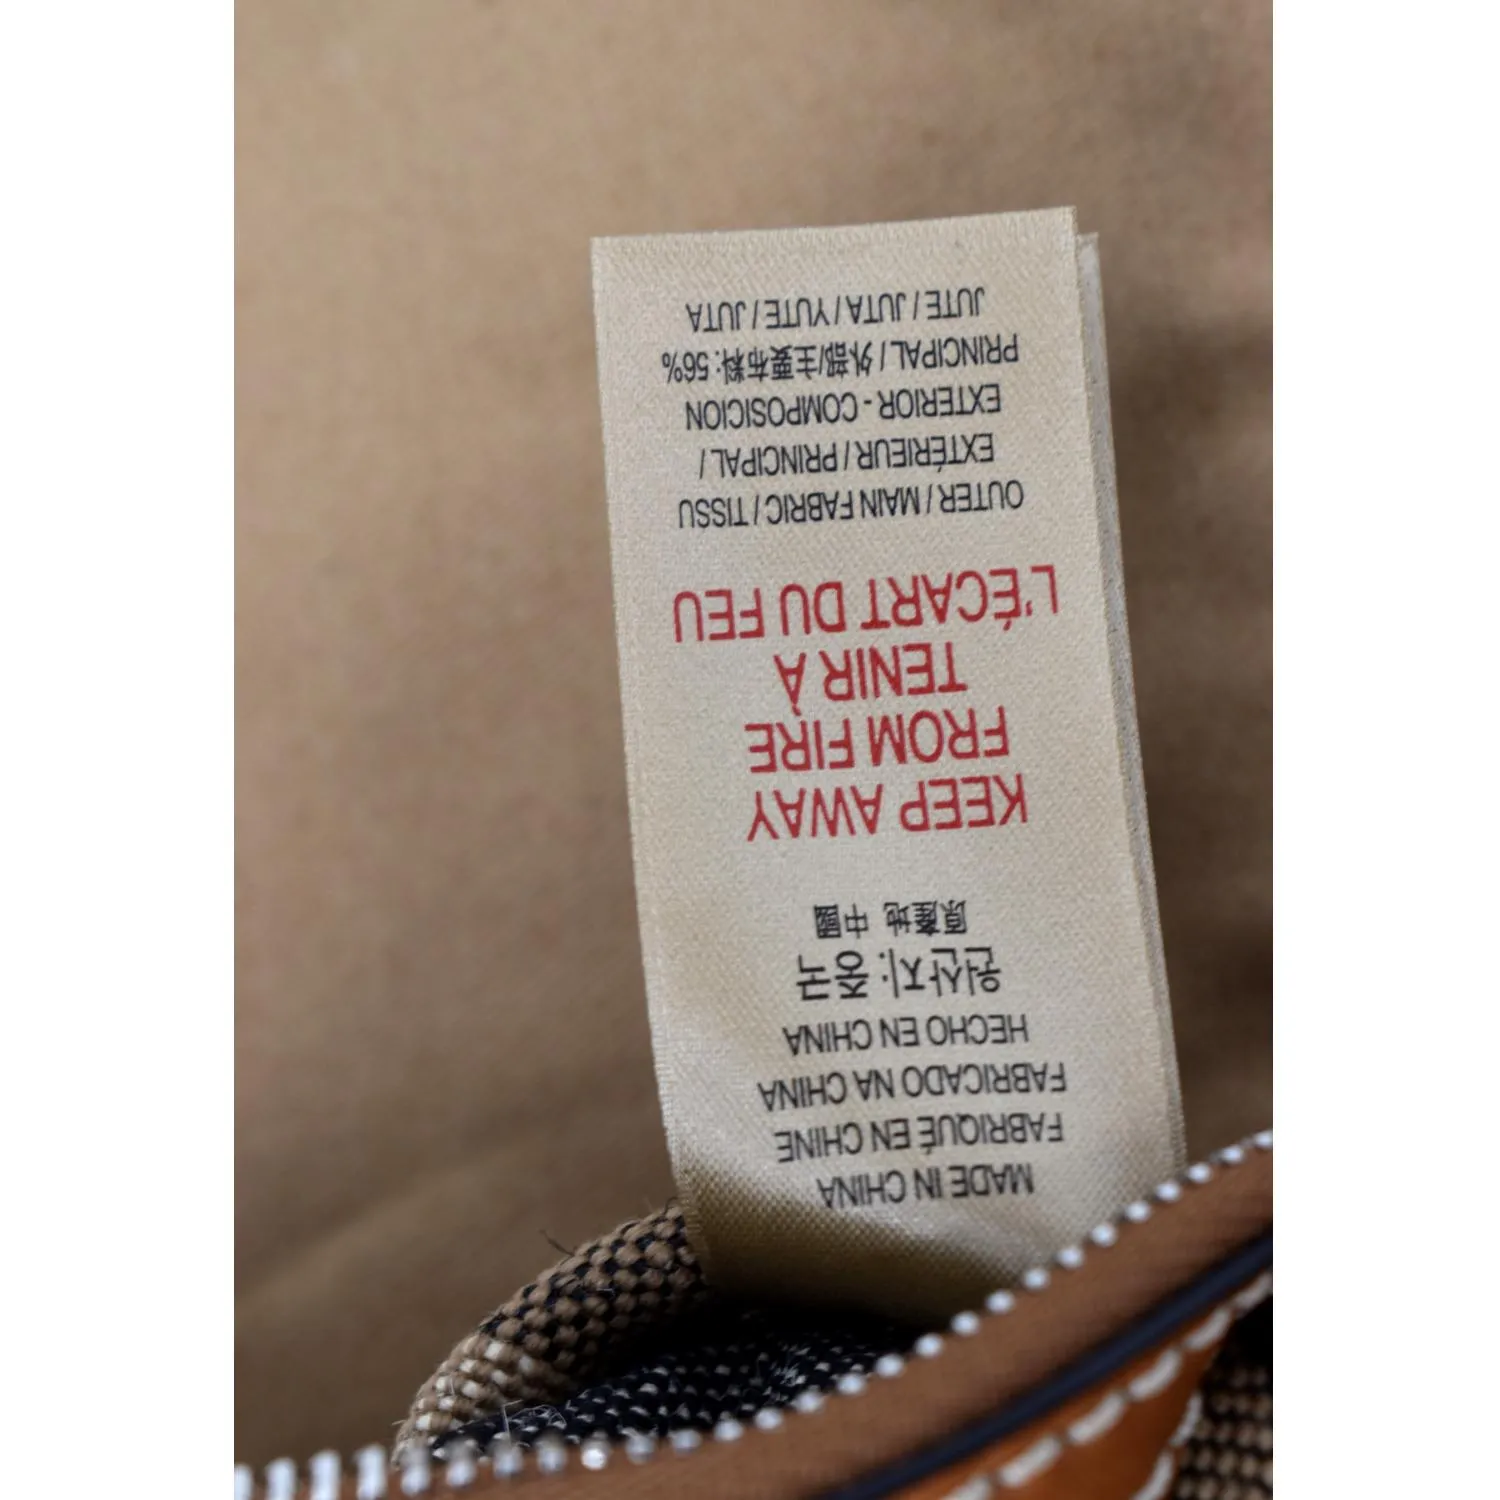 MADE IN CHINA
FABRIQUÉ EN CHINE
FABRICADO NA CHINA
HECHO EN CHINA
원산지: 중국
原產地 中國
KEEP AWAY
FROM FIRE
TENIR À
L'ÉCART DU FEU
OUTER / MAIN FABRIC / TISSU
EXTÉRIEUR / PRINCIPAL /
EXTERIOR - COMPOSICION
PRINCIPAL / 外部/主要布料: 56%
JUTE / JUTA / YUTE / JUTA